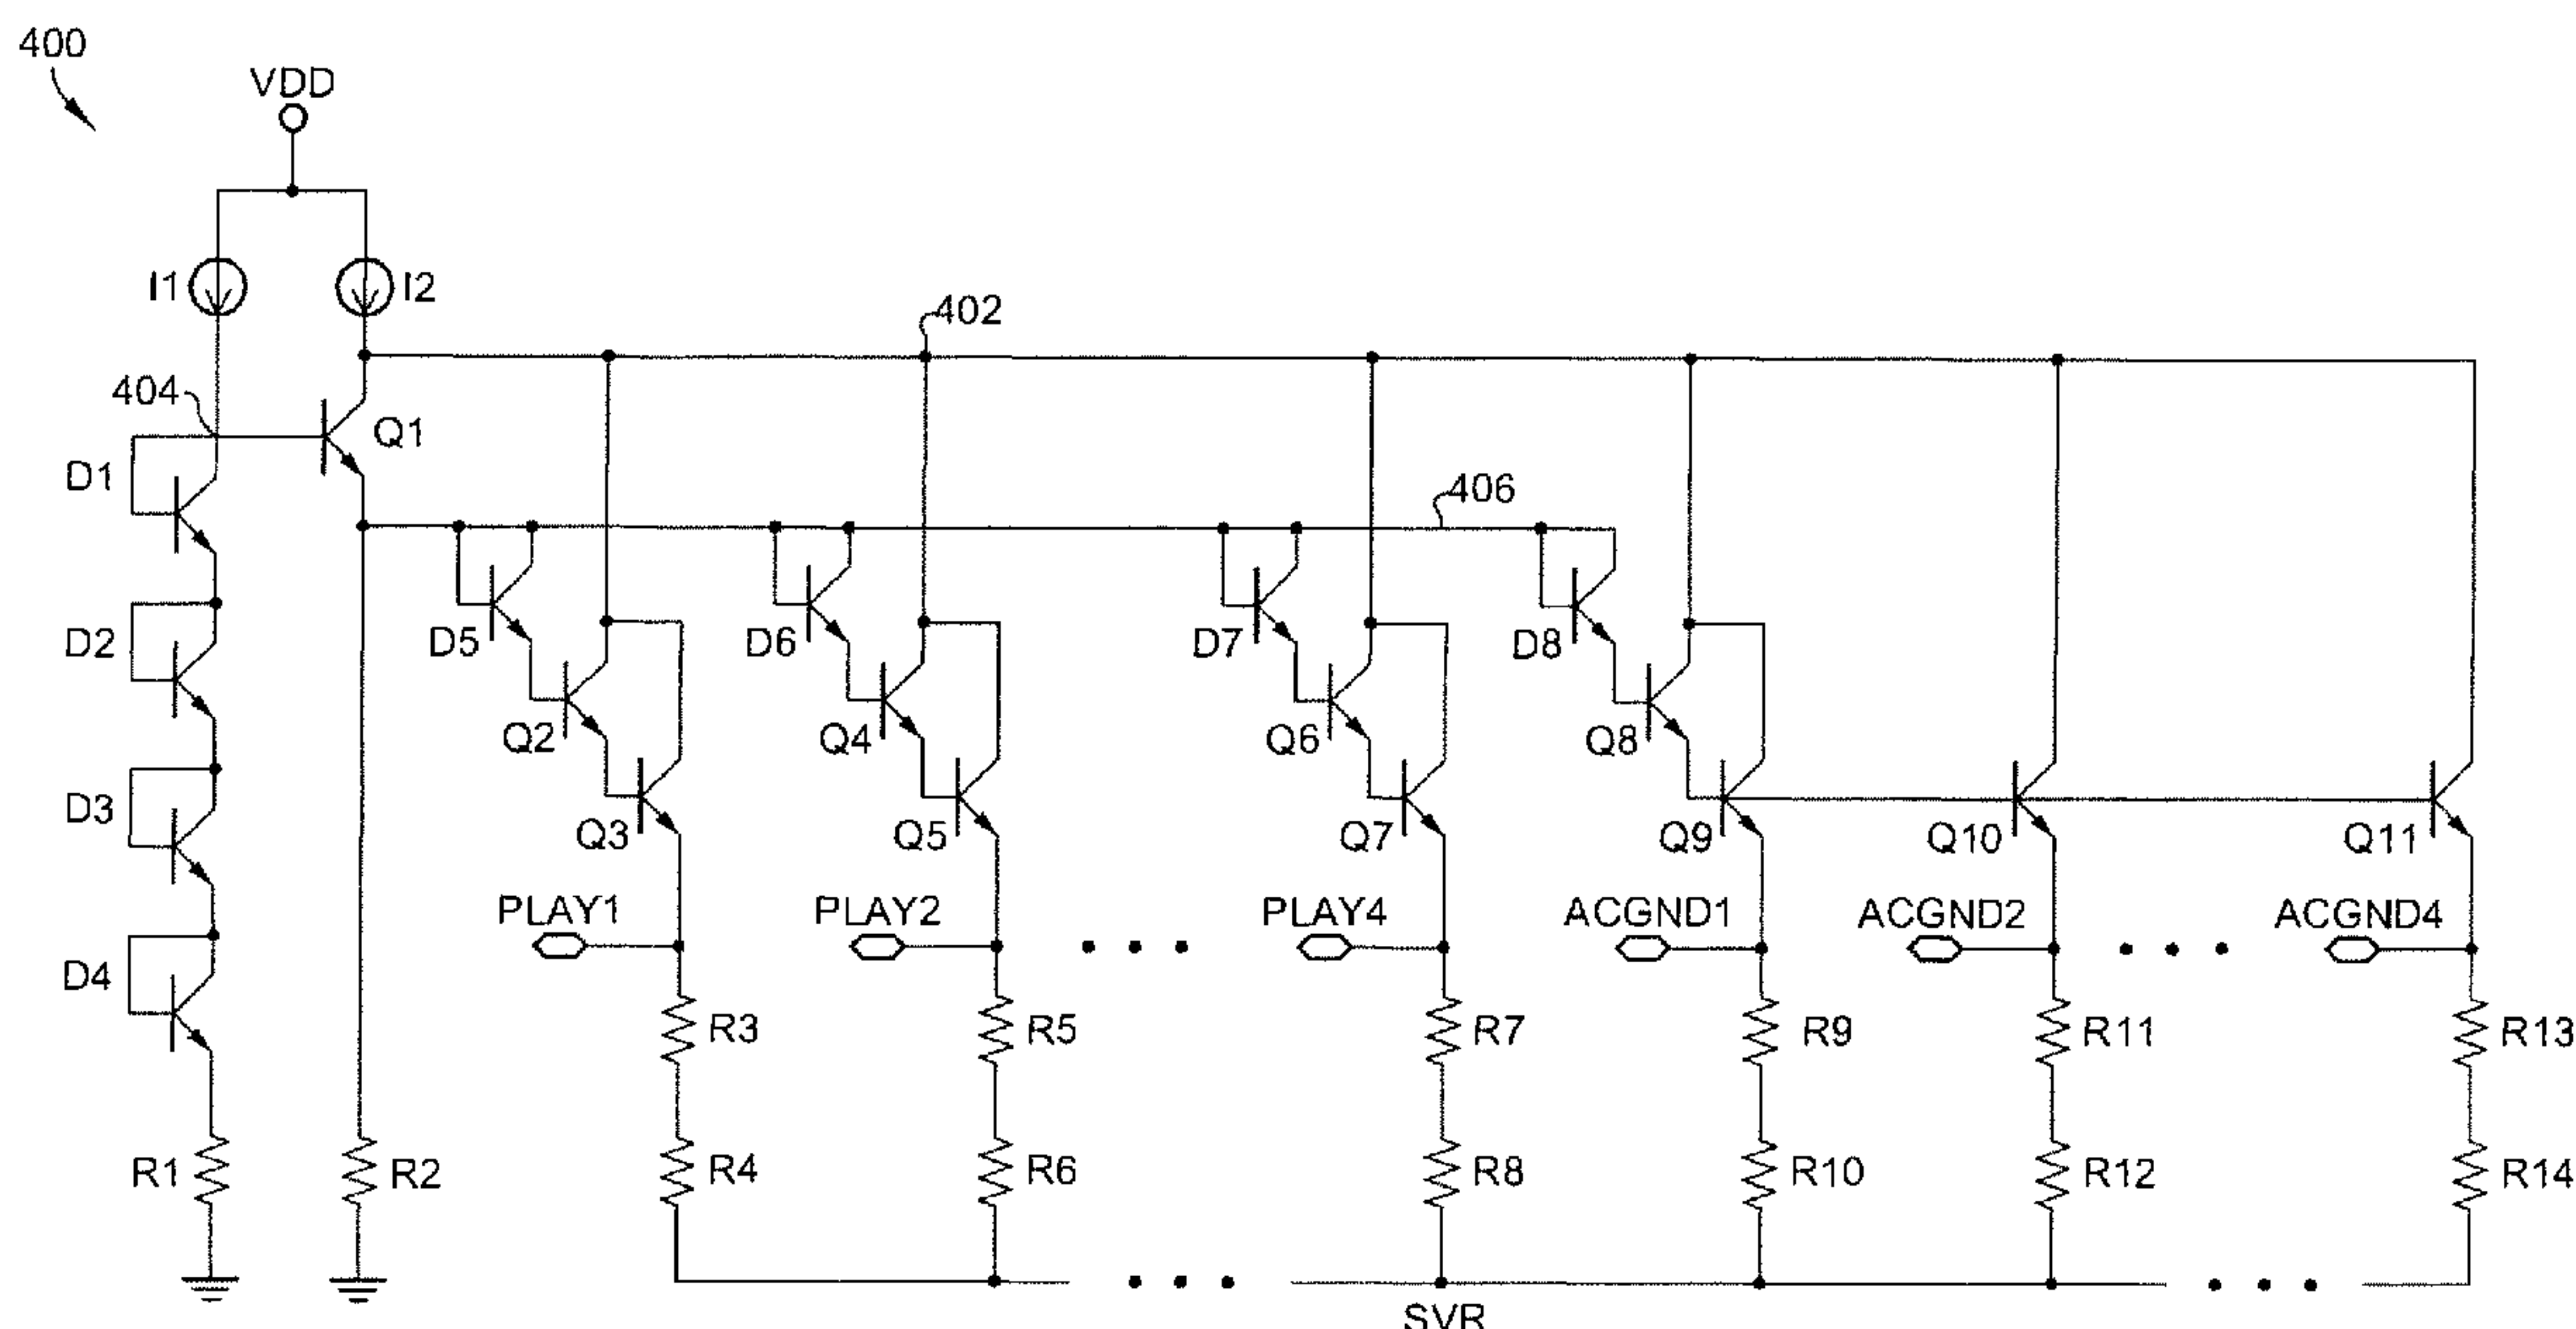 400
VDD
I1
I2
402
404
Q1
D1
406
D2
D5
D6
D7
D8
Q2
Q4
Q6
Q8
D3
Q3
Q5
Q7
Q9
Q10
Q11
PLAY1
PLAY2
PLAY4
ACGND1
ACGND2
ACGND4
D4
R3
R5
R7
R9
R11
R13
R1
R2
R4
R6
R8
R10
R12
R14
SVR